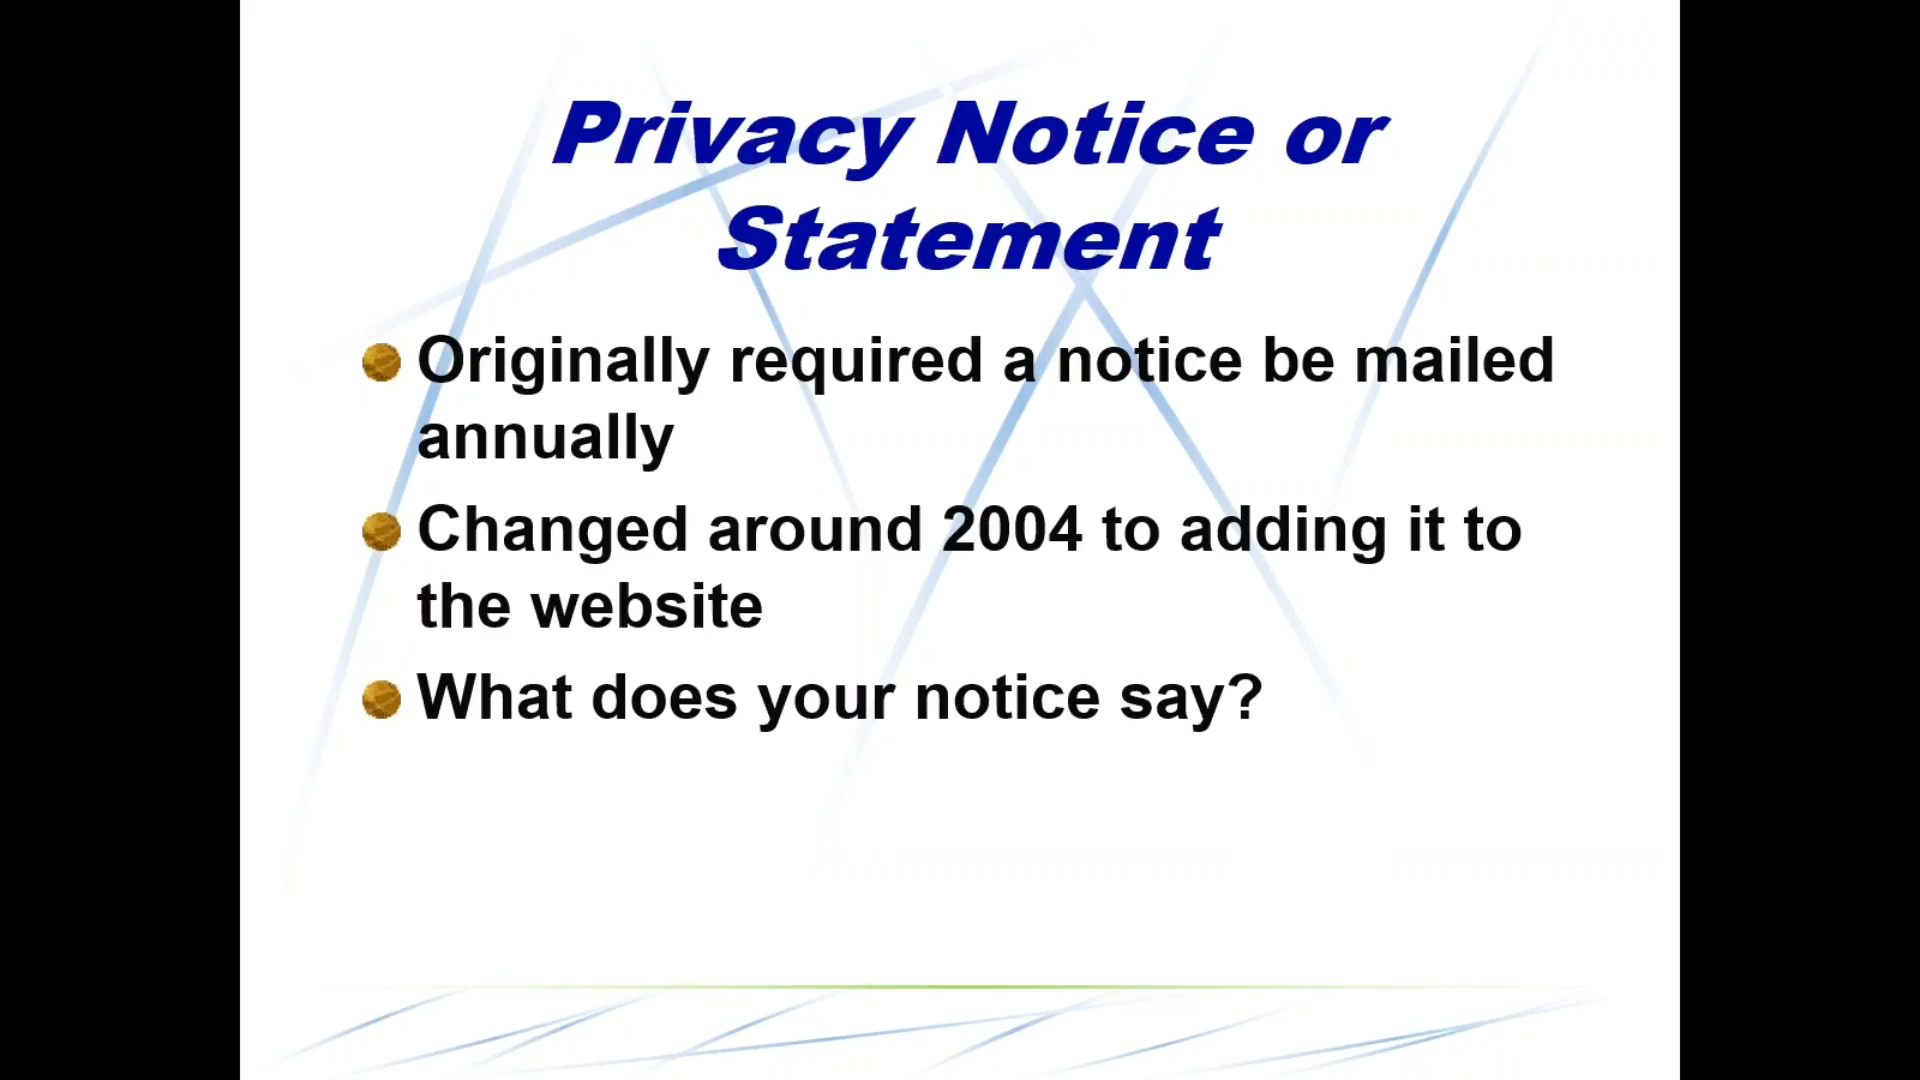 Privacy Notice or
Statement
Originally required a notice be mailed
annually
Changed around 2004 to adding it to
the website
What does your notice say?